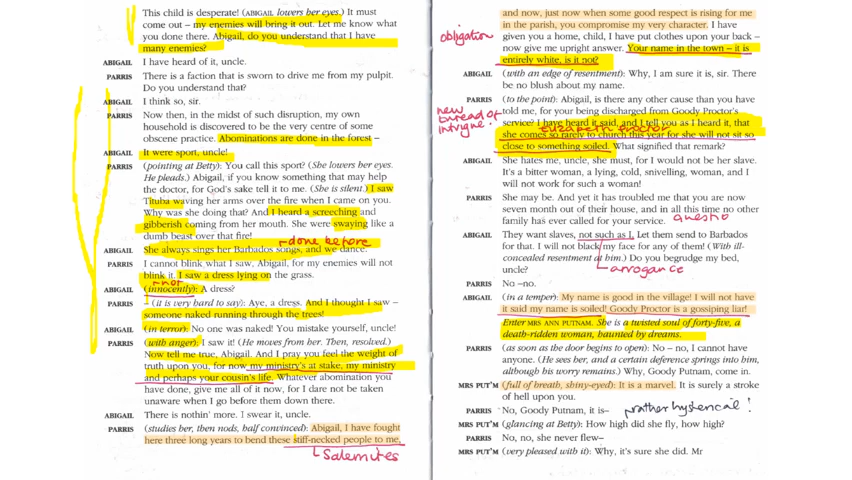 This child is desperate! (ABIGAIL lowers her eyes.) It must
come out – my enemies will bring it out. Let me know what
you done there. Abigail, do you understand that I have
many enemies?
ABIGAIL I have heard of it, uncle.
PARRIS There is a faction that is sworn to drive me from my pulpit.
Do you understand that?
ABIGAIL I think so, sir.
PARRIS Now then, in the midst of such disruption, my own
household is discovered to be the very centre of some
obscene practice. Abominations are done in the forest –
ABIGAIL It were sport, uncle!
PARRIS (pointing at Betty): You call this sport? (She lowers her eyes.
He pleads.) Abigail, if you know something that may help
the doctor, for God's sake tell it to me. (She is silent.) I saw
Tituba waving her arms over the fire when I came on you.
Why was she doing that? And I heard a screeching and
gibberish coming from her mouth. She were swaying like a
dumb beast over that fire!
done before
ABIGAIL She always sings her Barbados songs, and we dance.
PARRIS I cannot blink what I saw, Abigail, for my enemies will not
blink it. I saw a dress lying on the grass.
not
ABIGAIL (innocently): A dress?
PARRIS – (it is very hard to say): Aye, a dress. And I thought I saw –
someone naked running through the trees!
ABIGAIL (in terror): No one was naked! You mistake yourself, uncle!
PARRIS (with anger): I saw it! (He moves from her. Then, resolved.)
Now tell me true, Abigail. And I pray you feel the weight of
truth upon you, for now my ministry's at stake, my ministry
and perhaps your cousin's life. Whatever abomination you
have done, give me all of it now, for I dare not be taken
unaware when I go before them down there.
ABIGAIL There is nothin' more. I swear it, uncle.
PARRIS (studies her, then nods, half convinced): Abigail, I have fought
here three long years to bend these stiff-necked people to me,
Salemites
and now, just now when some good respect is rising for me
in the parish, you compromise my very character. I have
obligation
given you a home, child, I have put clothes upon your back –
now give me upright answer. Your name in the town – it is
entirely white, is it not?
ABIGAIL (with an edge of resentment): Why, I am sure it is, sir. There
be no blush about my name.
PARRIS (to the point): Abigail, is there any other cause than you have
new
thread of
intrigue!
told me, for your being discharged from Goody Proctor's
service? I have heard it said, and I tell you as I heard it, that
elizabeth proctor
she comes so rarely to church this year for she will not sit so
close to something soiled. What signified that remark?
ABIGAIL She hates me, uncle, she must, for I would not be her slave.
It's a bitter woman, a lying, cold, snivelling, woman, and I
will not work for such a woman!
PARRIS She may be. And yet it has troubled me that you are now
seven month out of their house, and in all this time no other
family has ever called for your service.
ABIGAIL They want slaves, not such as I. Let them send to Barbados
for that. I will not black my face for any of them! (With ill-
concealed resentment at him.) Do you begrudge my bed,
uncle?
arrogance
PARRIS No –no.
ABIGAIL (in a temper): My name is good in the village! I will not have
it said my name is soiled! Goody Proctor is a gossiping liar!
Enter MRS ANN PUTNAM. She is a twisted soul of forty-five, a
death-ridden woman, haunted by dreams.
PARRIS (as soon as the door begins to open): No – no, I cannot have
anyone. (He sees her, and a certain deference springs into him,
although his worry remains.) Why, Goody Putnam, come in.
MRS PUT'M (full of breath, shiny-eyed): It is a marvel. It is surely a stroke
of hell upon you.
PARRIS No, Goody Putnam, it is– rather hysterical!
MRS PUT'M (glancing at Betty): How high did she fly, how high?
PARRIS No, no, she never flew–
MRS PUT'M (very pleased with it): Why, it's sure she did. Mr